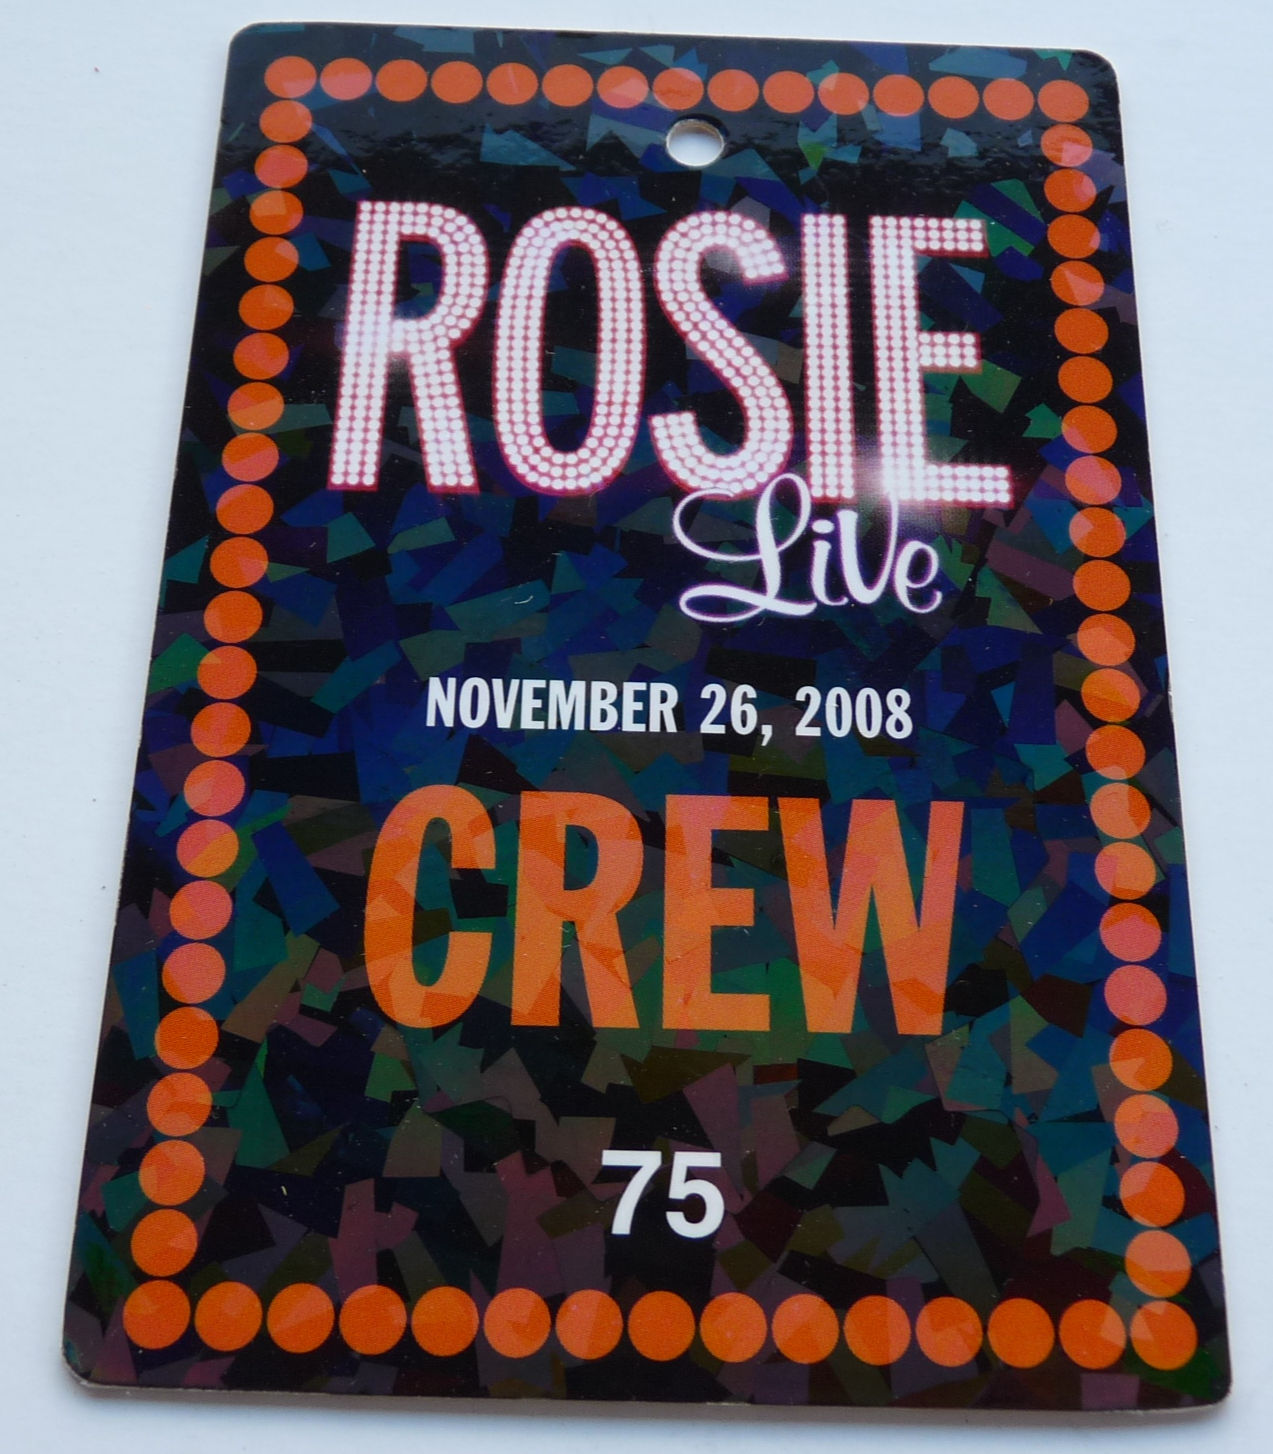 ROSIE
Live
NOVEMBER 26, 2008
CREW
75